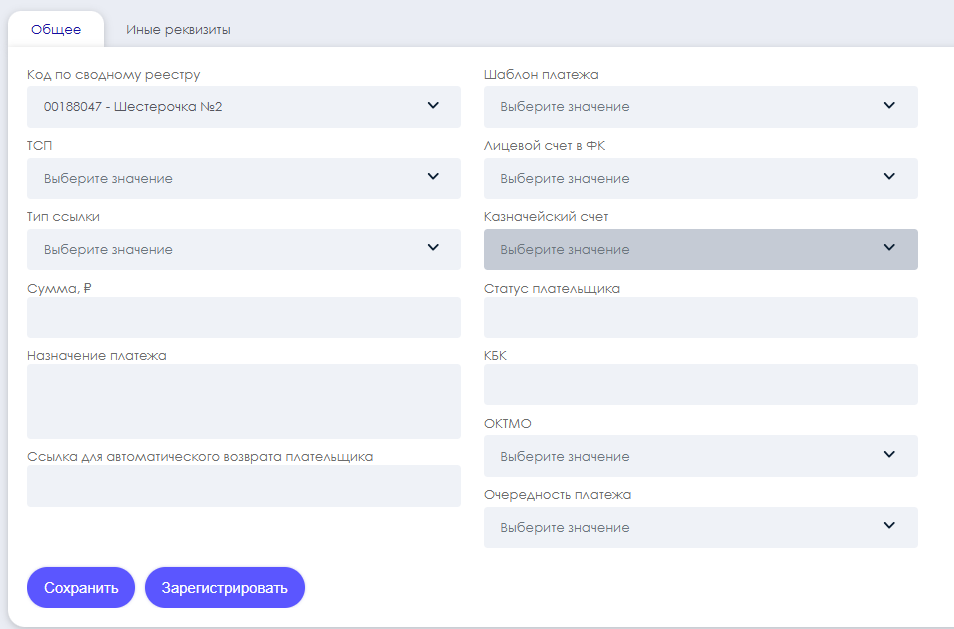 Общее
Иные реквизиты
Код по сводному реестру
00188047 - Шестерочка №2
ТСП
Выберите значение
Тип ссылки
Выберите значение
Сумма, ₽
Назначение платежа
Ссылка для автоматического возврата плательщика
Шаблон платежа
Выберите значение
Лицевой счет в ФК
Выберите значение
Казначейский счет
Выберите значение
Статус плательщика
КБК
ОКТМО
Выберите значение
Очередность платежа
Выберите значение
Сохранить
Зарегистрировать